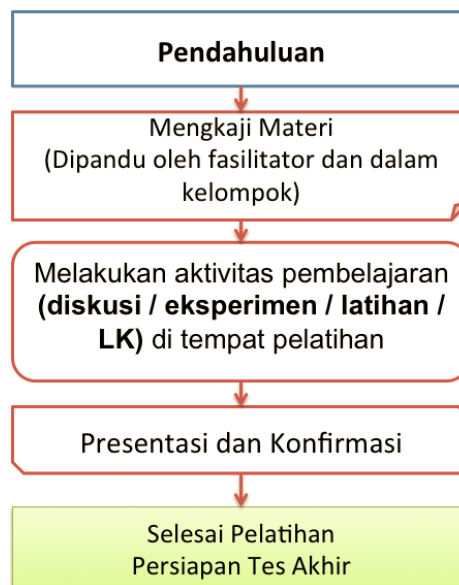 Pendahuluan
Mengkaji Materi
(Dipandu oleh fasilitator dan dalam
kelompok)
Melakukan aktivitas pembelajaran
(diskusi / eksperimen / latihan /
LK) di tempat pelatihan
Presentasi dan Konfirmasi
Selesai Pelatihan
Persiapan Tes Akhir